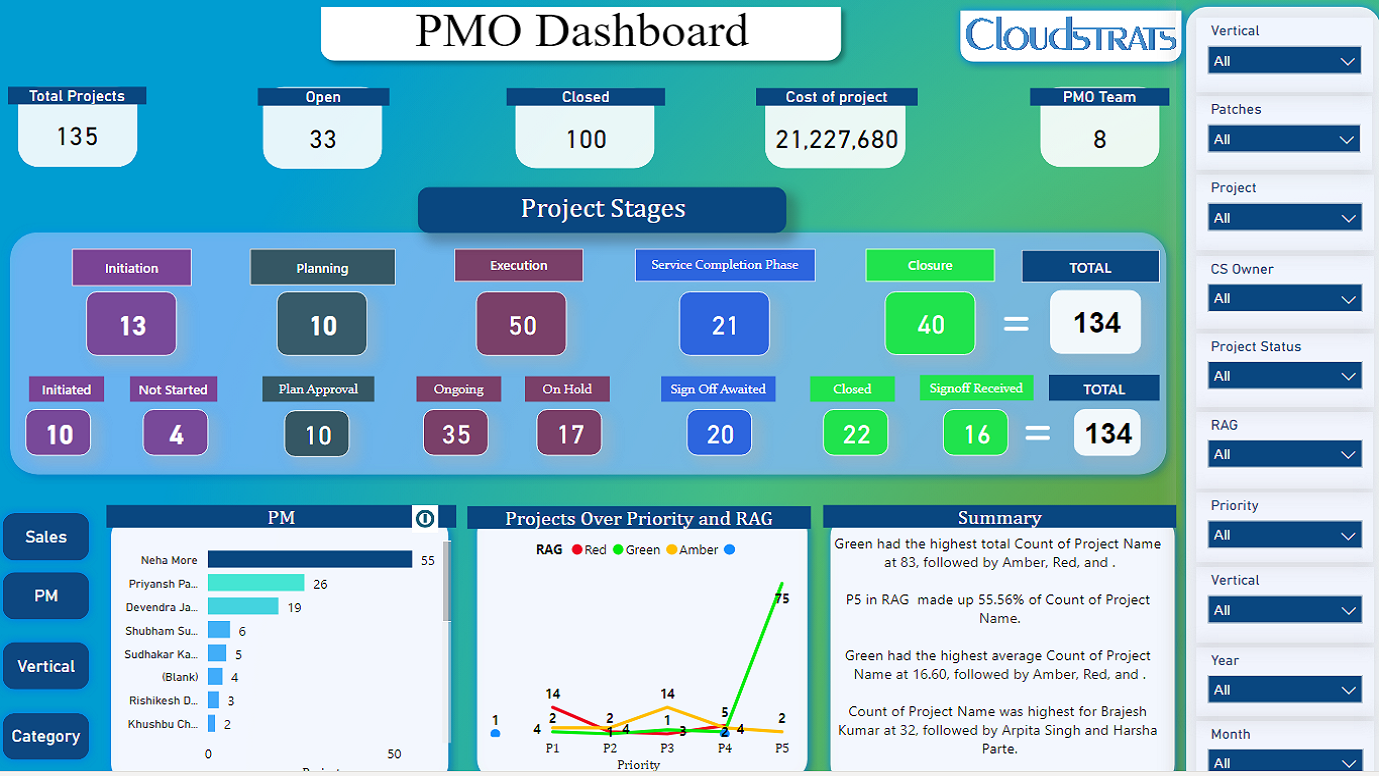 PMO Dashboard
CLOUDSTRATS
Total Projects
135
Open
33
Closed
100
Cost of project
21,227,680
PMO Team
8
Project Stages
Initiation
Planning
Execution
Service Completion Phase
Closure
TOTAL
13
10
50
21
40
=
134
Initiated
Not Started
Plan Approval
Ongoing
On Hold
Sign Off Awaited
Closed
Signoff Received
TOTAL
10
4
10
35
17
20
22
16
=
134
Sales
PM
Vertical
Category
PM
Neha More 55
Priyansh Pa... 26
Devendra Ja... 19
Shubham Su... 6
Sudhakar Ka... 5
(Blank) 4
Rishikesh D... 3
Khushbu Ch... 2
0 50
Projects Over Priority and RAG
RAG Red Green Amber
75
14
14
1
4
2
2
1
4
1
3
5
2
4
2
P1 P2 P3 P4 P5
Priority
Summary
Green had the highest total Count of Project Name
at 83, followed by Amber, Red, and .
P5 in RAG made up 55.56% of Count of Project
Name.
Green had the highest average Count of Project
Name at 16.60, followed by Amber, Red, and .
Count of Project Name was highest for Brajesh
Kumar at 32, followed by Arpita Singh and Harsha
Parte.
Vertical
All
Patches
All
Project
All
CS Owner
All
Project Status
All
RAG
All
Priority
All
Vertical
All
Year
All
Month
All